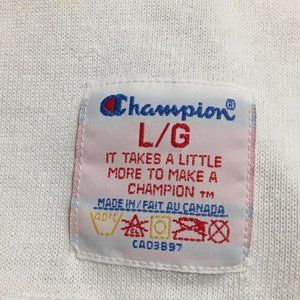 Champion®
L/G
IT TAKES A LITTLE
MORE TO MAKE A
CHAMPION ™
MADE IN/FAIT AU CANADA
CA03897